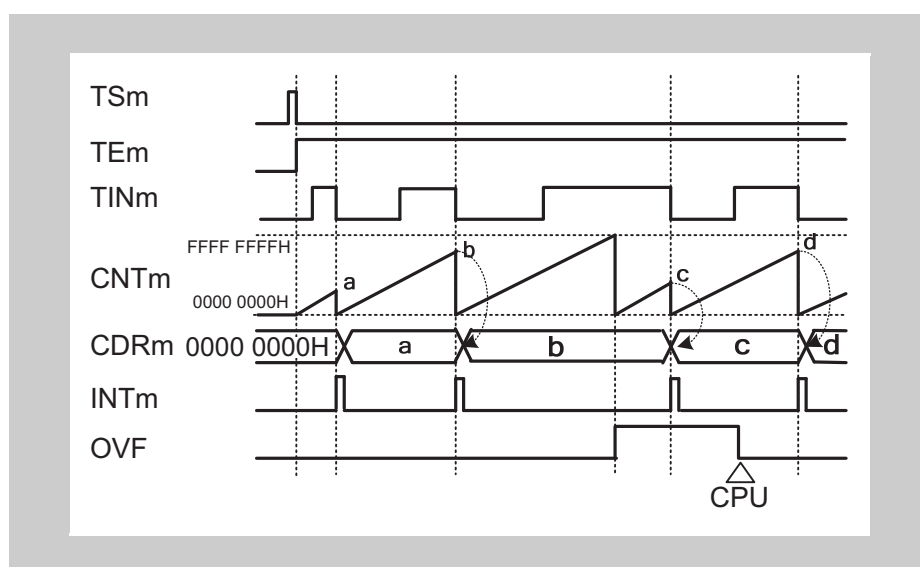 TSm
TEm
TINm
FFFF FFFFH
b
d
CNTm
a
c
0000 0000H
CDRm 0000 0000H a b c d
INTm
OVF
CPU